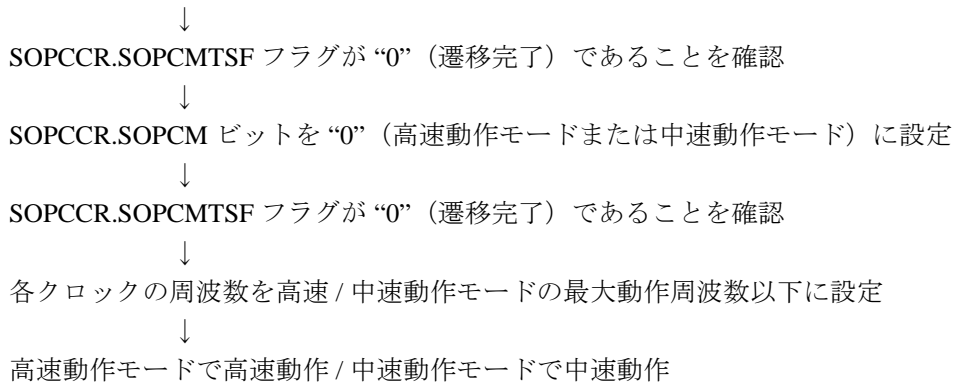 ↓
SOPCCR.SOPCMTSF フラグが “0”（遷移完了）であることを確認
↓
SOPCCR.SOPCM ビットを “0”（高速動作モードまたは中速動作モード）に設定
↓
SOPCCR.SOPCMTSF フラグが “0”（遷移完了）であることを確認
↓
各クロックの周波数を高速 / 中速動作モードの最大動作周波数以下に設定
↓
高速動作モードで高速動作 / 中速動作モードで中速動作